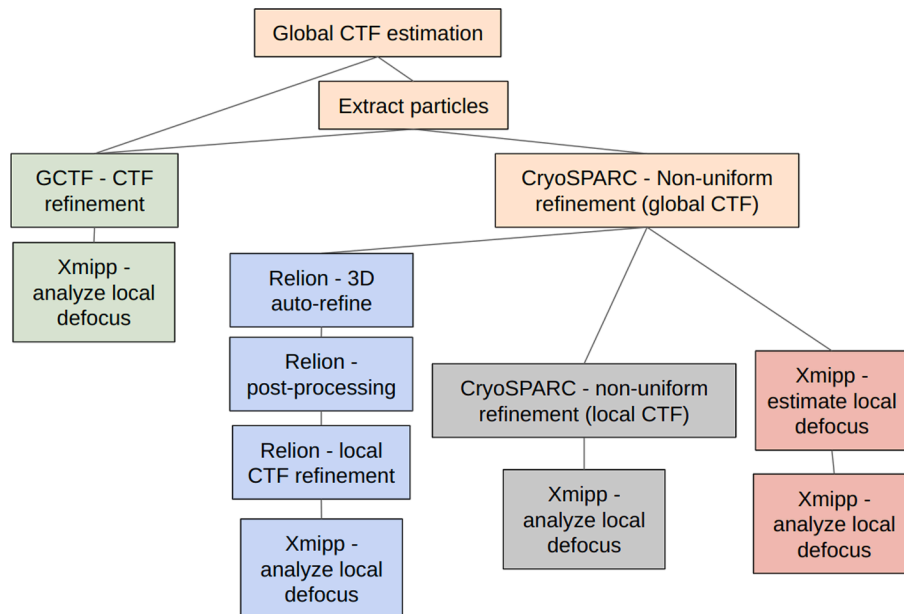 Global CTF estimation
Extract particles
GCTF - CTF
refinement
CryoSPARC - Non-uniform
refinement (global CTF)
Xmipp -
analyze local
defocus
Relion - 3D
auto-refine
Relion -
post-processing
CryoSPARC - non-uniform
refinement (local CTF)
Xmipp -
estimate local
defocus
Relion - local
CTF refinement
Xmipp -
analyze local
defocus
Xmipp -
analyze local
defocus
Xmipp -
analyze local
defocus